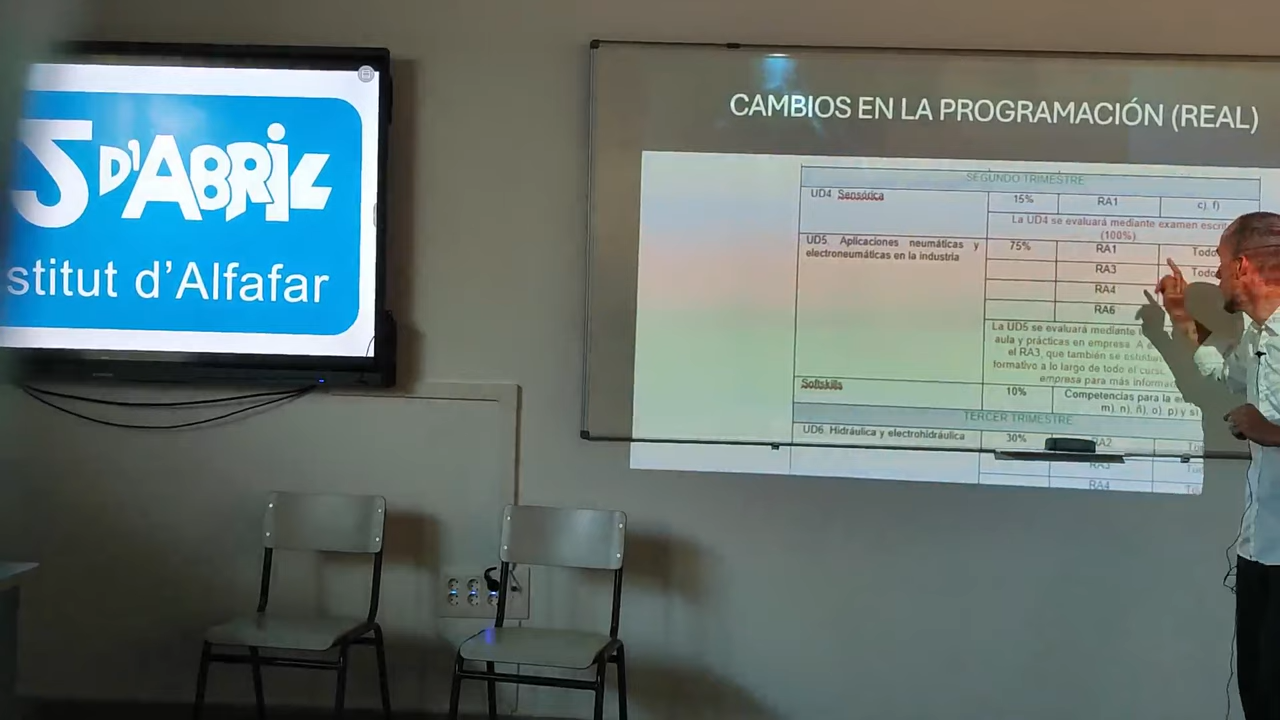 5 D'ABRIL
stitut d'Alfafar
CAMBIOS EN LA PROGRAMACIÓN (REAL)
SEGUNDO TRIMESTRE
UD4. Sensórica 15% RA1 c). f)
La UD4 se evaluará mediante examen escrit
(100%)
UD5. Aplicaciones neumáticas y 75% RA1 Todo
electroneumáticas en la industria
RA3 Todo
RA4
RA6
La UD5 se evaluará mediante
aula y prácticas en empresa. A
el RA3, que también se
formativo a lo largo de todo el curso
empresa para más informac
Softskills 10% Competencias para la
m). n). ñ). o). p) y
TERCER TRIMESTRE
UD6. Hidráulica y electrohidráulica 30% RA2
RA3
RA4